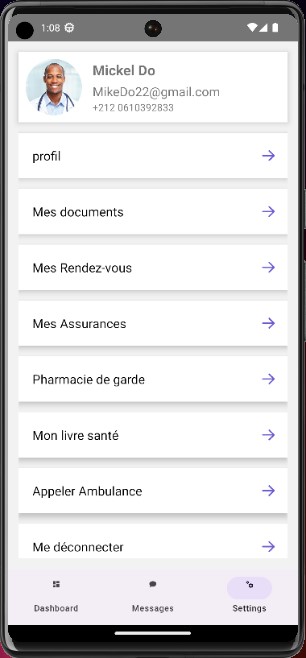 1:08
Mickel Do
MikeDo22@gmail.com
+212 0610392833
profil
Mes documents
Mes Rendez-vous
Mes Assurances
Pharmacie de garde
Mon livre santé
Appeler Ambulance
Me déconnecter
Dashboard
Messages
Settings